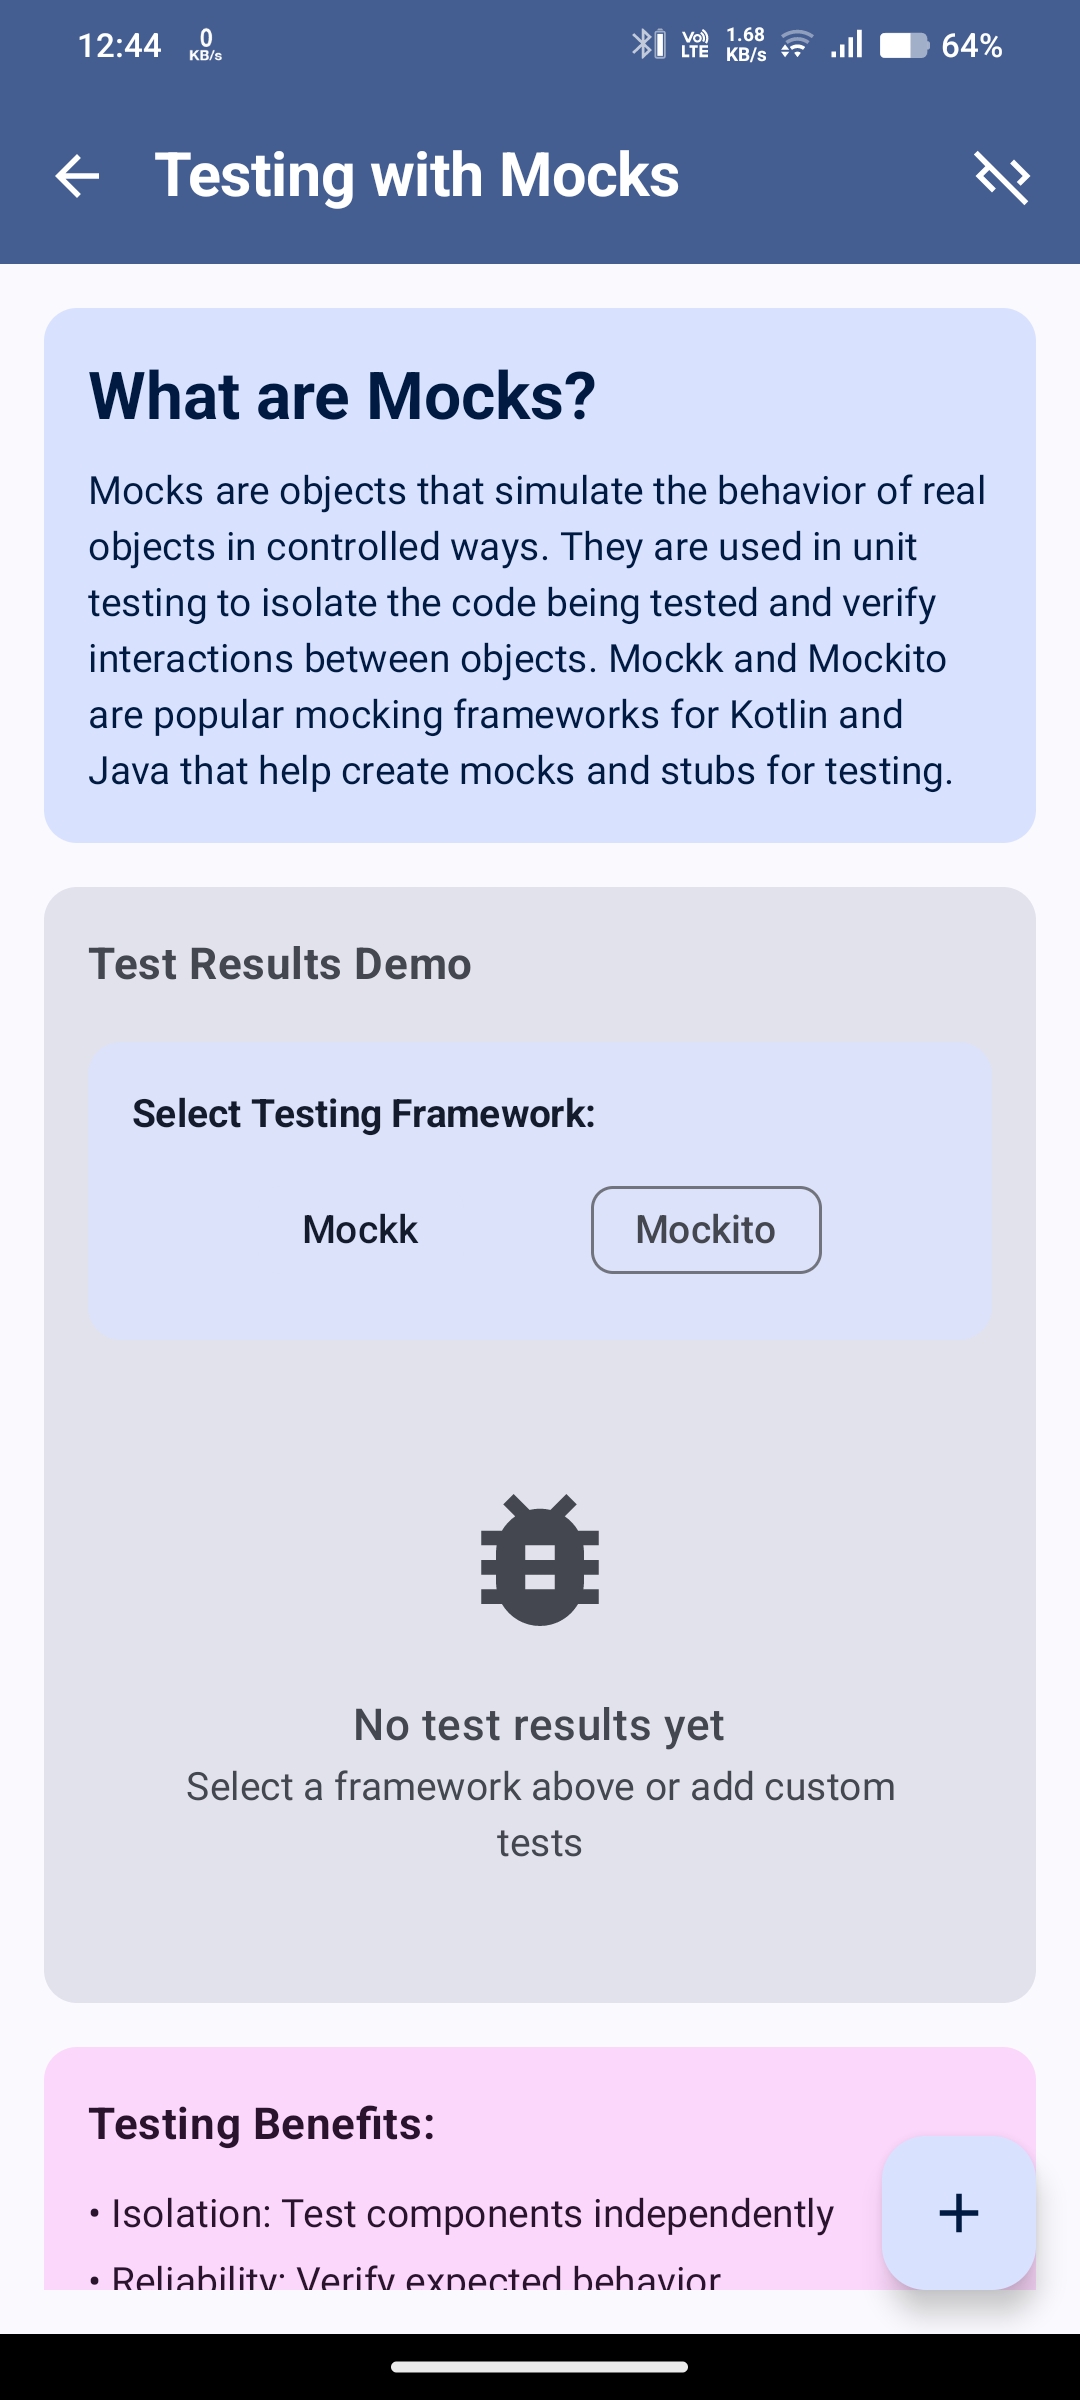 12:44 0 KB/s Vo) LTE 1.68 KB/s 64%
Testing with Mocks
What are Mocks?
Mocks are objects that simulate the behavior of real
objects in controlled ways. They are used in unit
testing to isolate the code being tested and verify
interactions between objects. Mockk and Mockito
are popular mocking frameworks for Kotlin and
Java that help create mocks and stubs for testing.
Test Results Demo
Select Testing Framework:
Mockk Mockito
No test results yet
Select a framework above or add custom
tests
Testing Benefits:
• Isolation: Test components independently
• Reliability: Verify expected behavior